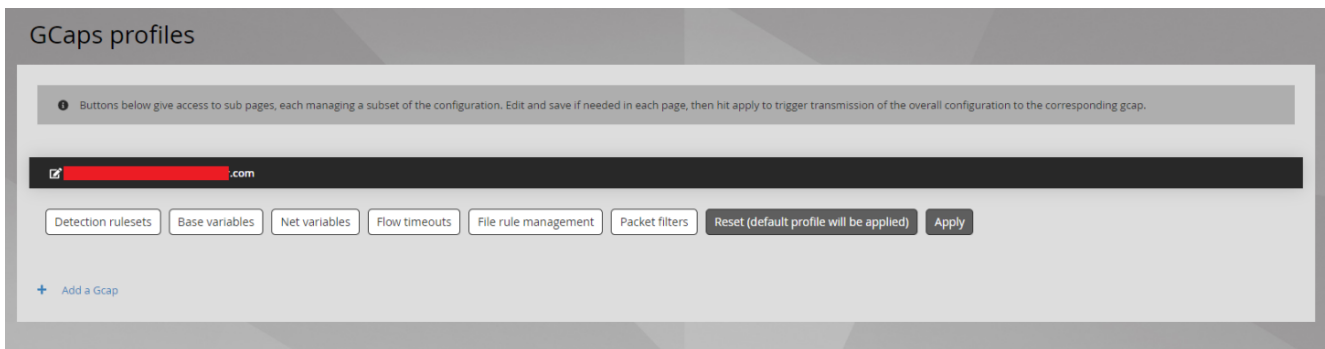 GCaps profiles
Buttons below give access to sub pages, each managing a subset of the configuration. Edit and save if needed in each page, then hit apply to trigger transmission of the overall configuration to the corresponding gcap.
.com
Detection rulesets Base variables Net variables Flow timeouts File rule management Packet filters Reset (default profile will be applied) Apply
+ Add a Gcap